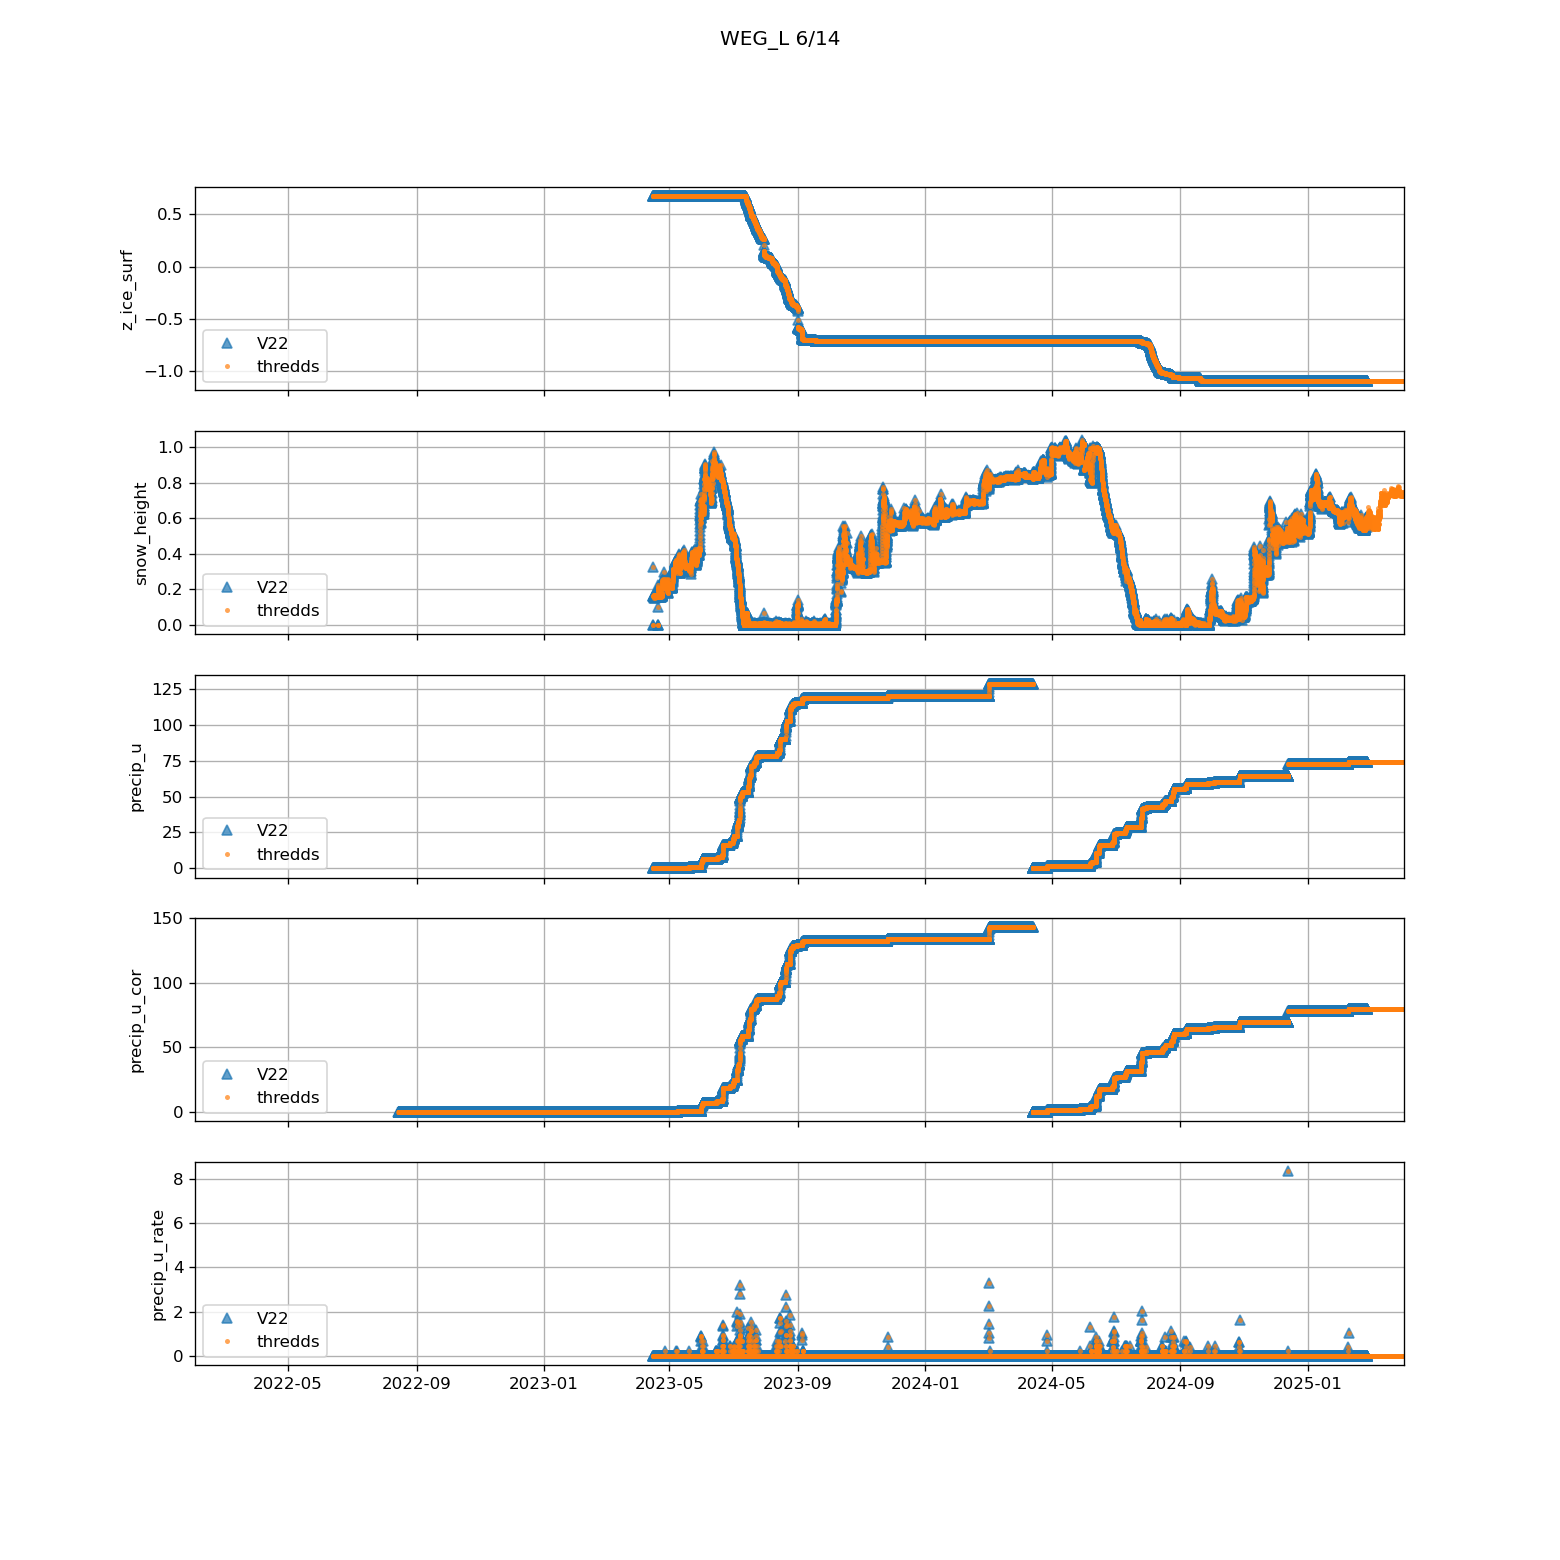 WEG_L 6/14
z_ice_surf
0.5
0.0
−0.5
−1.0
V22
thredds
snow_height
1.0
0.8
0.6
0.4
0.2
0.0
V22
thredds
precip_u
125
100
75
50
25
0
V22
thredds
precip_u_cor
150
100
50
0
V22
thredds
precip_u_rate
8
6
4
2
0
V22
thredds
2022-05 2022-09 2023-01 2023-05 2023-09 2024-01 2024-05 2024-09 2025-01